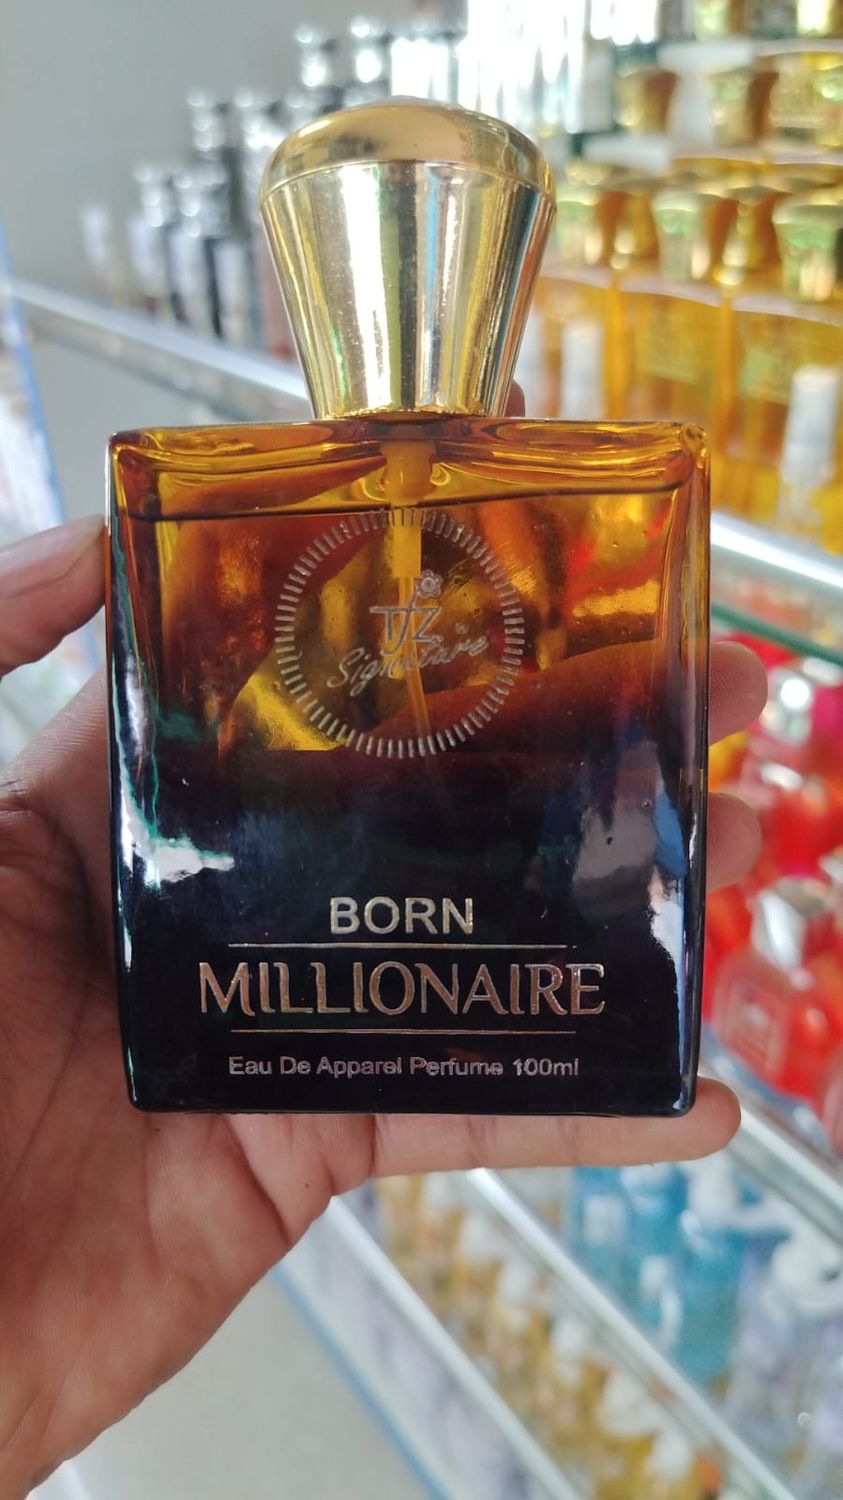 TfZ
Signature
BORN
MILLIONAIRE
Eau De Apparel Perfume 100ml